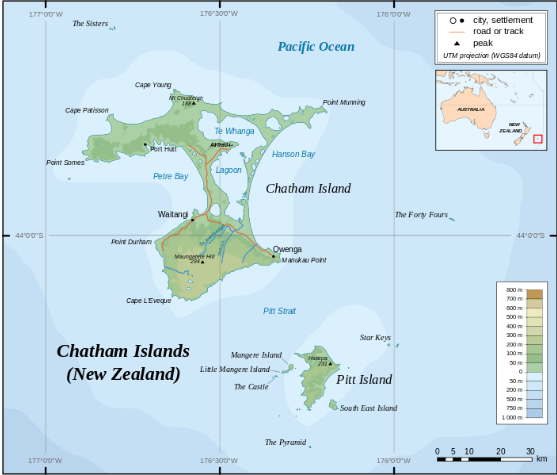 177°0'0"W
176°30'0"W
176°0'0"W
The Sisters
Pacific Ocean
city, settlement
road or track
peak
UTM projection (WGS84 datum)
AUSTRALIA
NEW
ZEALAND
Cape Young
188
Cape Pattison
Point Munning
Te Whanga
Lagoon
Port Hutt
Hanson Bay
Point Somes
Petre Bay
Chatham Island
Waitangi
The Forty Fours
44°0'0"S
44°0'0"S
Point Durham
Owenga
Manukau Point
Maungatere Hill
294
Cape L'Eveque
Pitt Strait
800 m
700 m
600 m
500 m
400 m
300 m
200 m
100 m
50 m
0
50 m
200 m
500 m
750 m
1 000 m
Star Keys
Chatham Islands
(New Zealand)
Mangere Island
Little Mangere Island
The Castle
Hakepa
231
Pitt Island
South East Island
The Pyramid
0 5 10 20 30
km
177°0'0"W
176°30'0"W
176°0'0"W